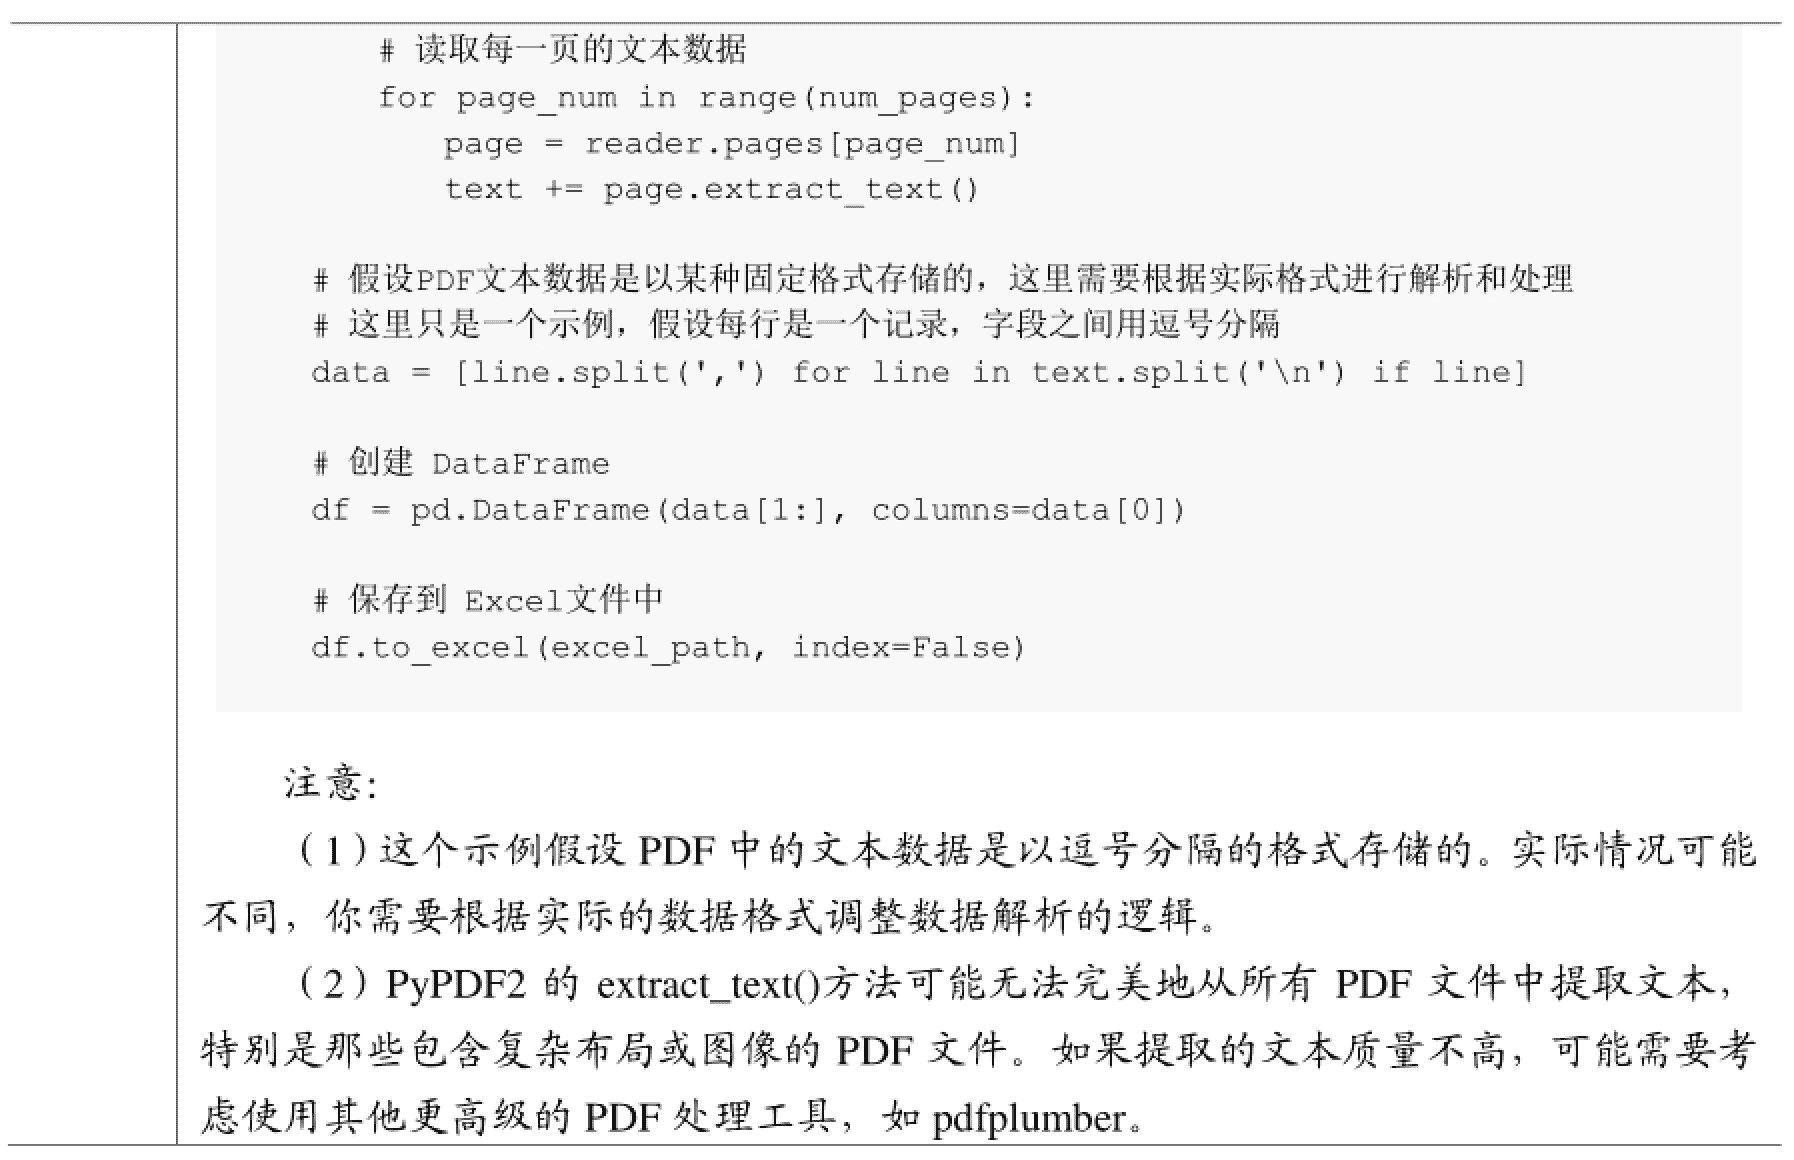 # 读取每一页的文本数据
for page_num in range(num_pages):
page = reader.pages[page_num]
text += page.extract_text()
# 假设PDF文本数据是以某种固定格式存储的，这里需要根据实际格式进行解析和处理
# 这里只是一个示例，假设每行是一个记录，字段之间用逗号分隔
data = [line.split(',') for line in text.split('\n') if line]
# 创建 DataFrame
df = pd.DataFrame(data[1:], columns=data[0])
# 保存到 Excel文件中
df.to_excel(excel_path, index=False)
注意：
（1）这个示例假设 PDF 中的文本数据是以逗号分隔的格式存储的。实际情况可能
不同，你需要根据实际的数据格式调整数据解析的逻辑。
（2）PyPDF2 的 extract_text()方法可能无法完美地从所有 PDF 文件中提取文本，
特别是那些包含复杂布局或图像的 PDF 文件。如果提取的文本质量不高，可能需要考
虑使用其他更高级的 PDF 处理工具，如 pdfplumber。